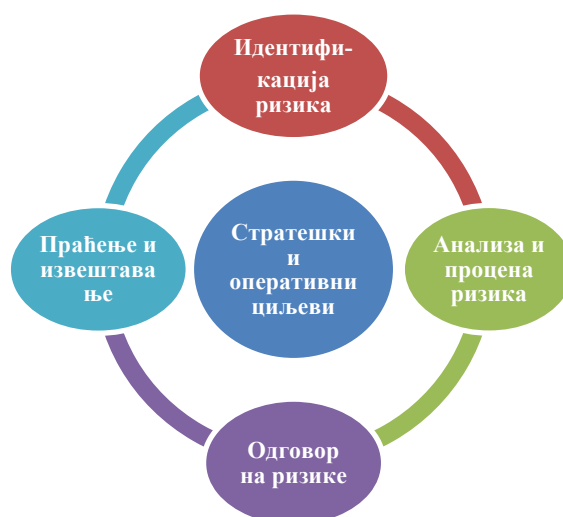 Идентифи-
кација
ризика
Праћење и
извештава
ње
Стратешки
и
оперативни
циљеви
Анализа и
процена
ризика
Одговор
на ризике